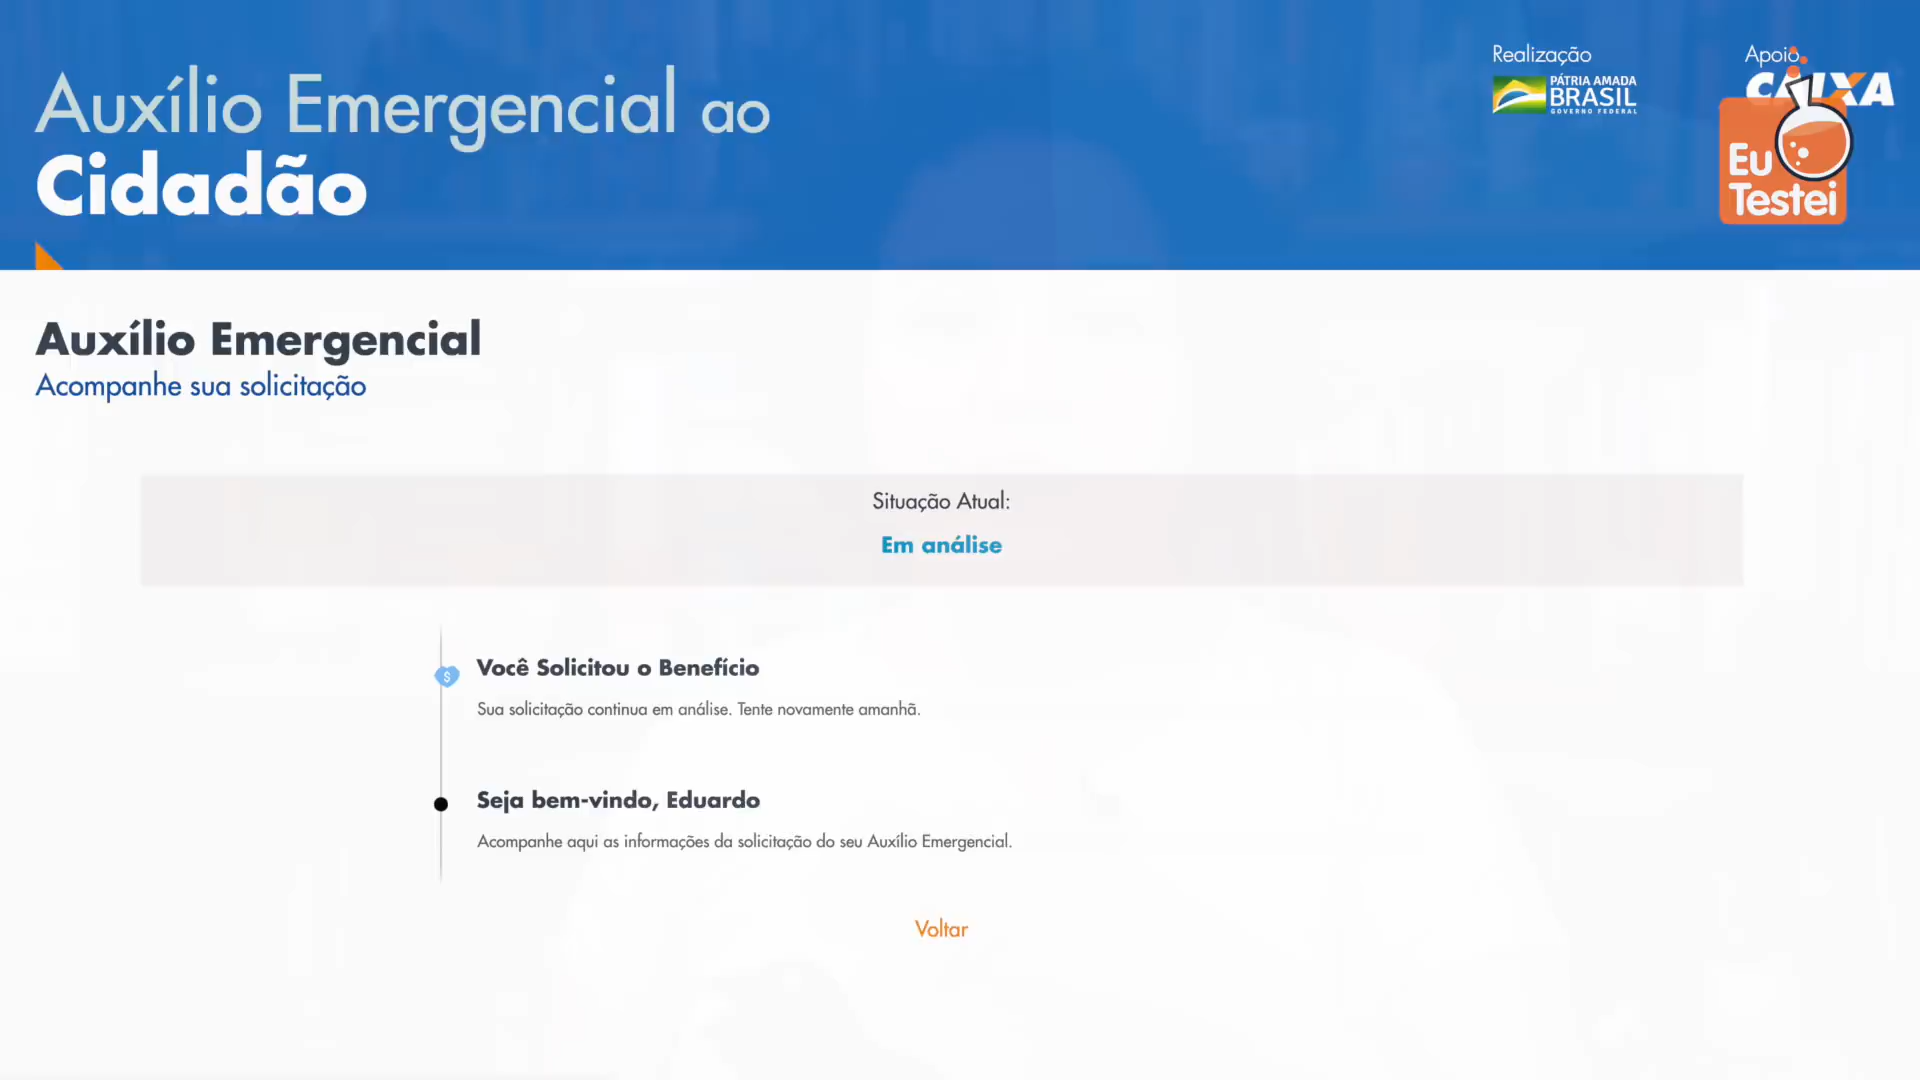 Auxílio Emergencial ao
Cidadão
Realização
PÁTRIA AMADA
BRASIL
GOVERNO FEDERAL
Apoio
CAIXA
Eu
Testei
Auxílio Emergencial
Acompanhe sua solicitação
Situação Atual:
Em análise
Você Solicitou o Benefício
Sua solicitação continua em análise. Tente novamente amanhã.
Seja bem-vindo, Eduardo
Acompanhe aqui as informações da solicitação do seu Auxílio Emergencial.
Voltar